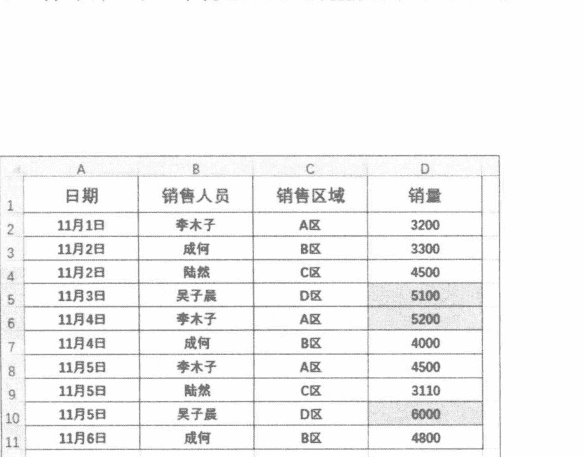 A B C D
1 日期 销售人员 销售区域 销量
2 11月1日 李木子 A区 3200
3 11月2日 成何 B区 3300
4 11月2日 陆然 C区 4500
5 11月3日 吴子晨 D区 5100
6 11月4日 李木子 A区 5200
7 11月4日 成何 B区 4000
8 11月5日 李木子 A区 4500
9 11月5日 陆然 C区 3110
10 11月5日 吴子晨 D区 6000
11 11月6日 成何 B区 4800